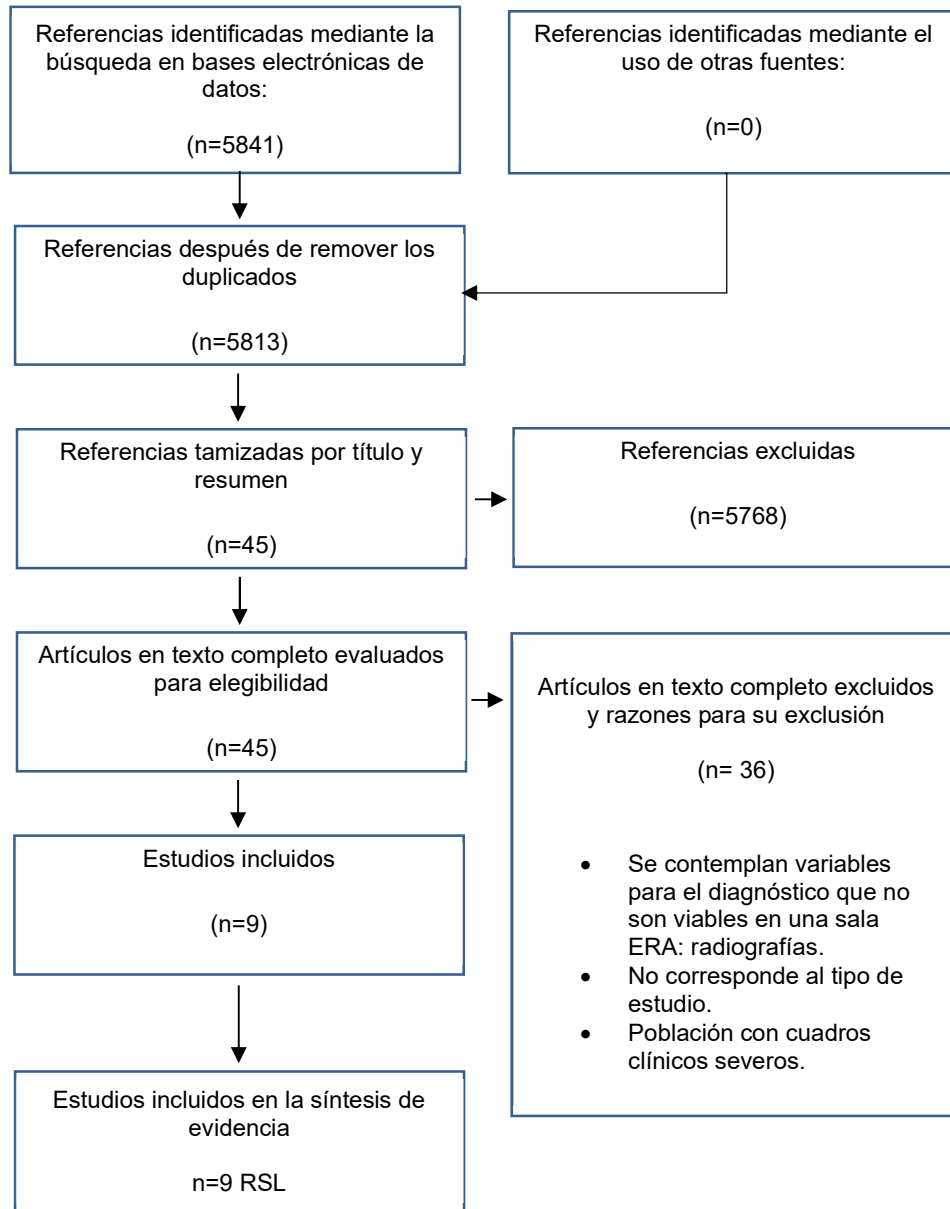 Referencias identificadas mediante la
búsqueda en bases electrónicas de
datos:
(n=5841)
Referencias identificadas mediante el
uso de otras fuentes:
(n=0)
Referencias después de remover los
duplicados
(n=5813)
Referencias tamizadas por título y
resumen
(n=45)
Referencias excluidas
(n=5768)
Artículos en texto completo evaluados
para elegibilidad
(n=45)
Artículos en texto completo excluidos
y razones para su exclusión
(n= 36)
• Se contemplan variables
para el diagnóstico que no
son viables en una sala
ERA: radiografías.
• No corresponde al tipo de
estudio.
• Población con cuadros
clínicos severos.
Estudios incluidos
(n=9)
Estudios incluidos en la síntesis de
evidencia
n=9 RSL